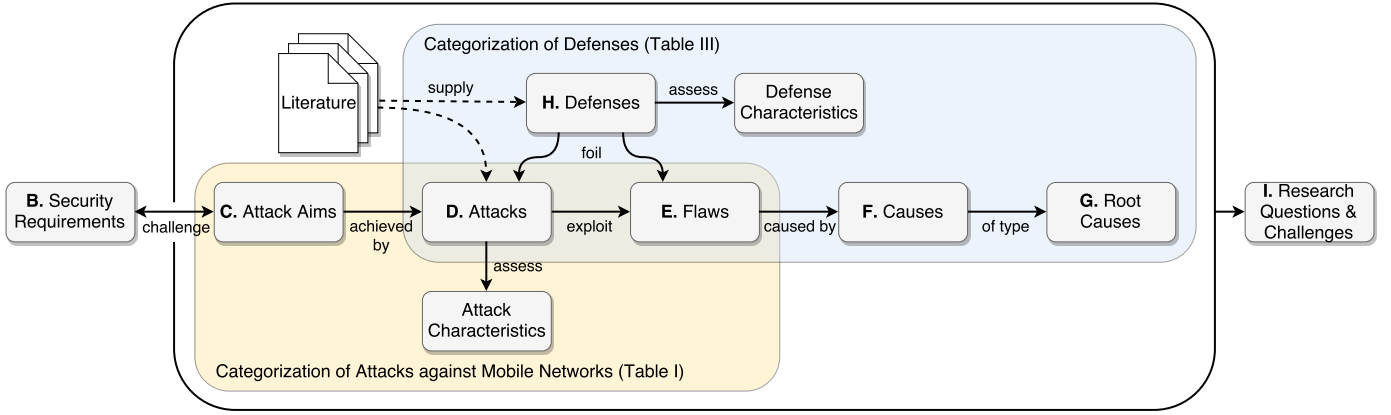 Categorization of Defenses (Table III)
Literature
supply
H. Defenses
assess
Defense
Characteristics
foil
B. Security
Requirements
challenge
C. Attack Aims
achieved
by
D. Attacks
exploit
E. Flaws
caused by
F. Causes
of type
G. Root
Causes
I. Research
Questions &
Challenges
assess
Attack
Characteristics
Categorization of Attacks against Mobile Networks (Table I)